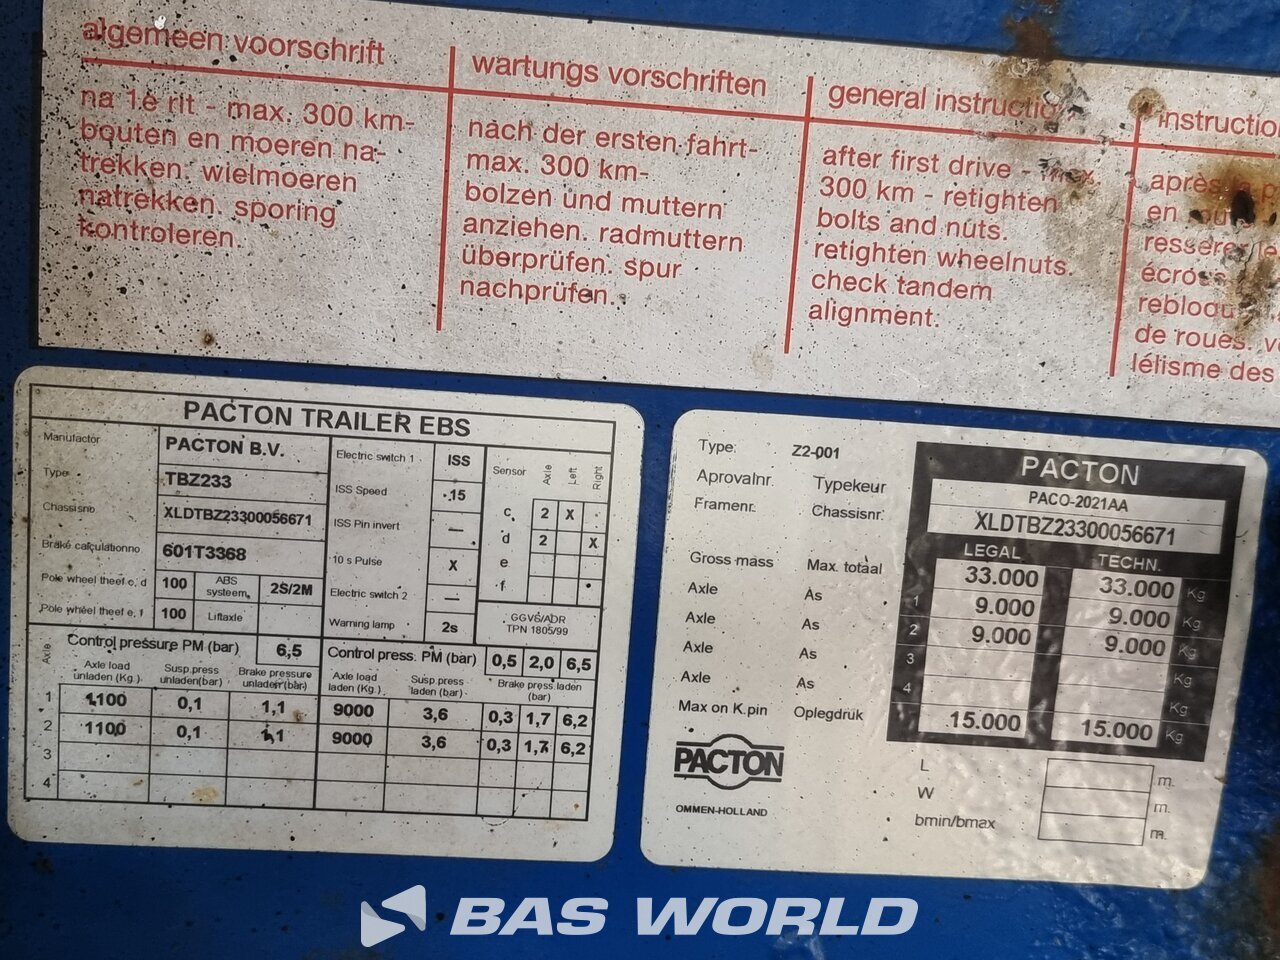 algemeen voorschrift
na 1e rit - max. 300 km-
bouten en moeren na-
trekken. wielmoeren
natrekken. sporing
kontroleren.
wartungs vorschriften
nach der ersten fahrt-
max. 300 km-
bolzen und muttern
anziehen. radmuttern
überprüfen. spur
nachprüfen.
general instruction
after first drive - max.
300 km - retighten
bolts and nuts.
retighten wheelnuts.
check tandem
alignment.
instructio
après
en
resserer le
écrous
rebloqu
de roues. v
lélisme des
PACTON TRAILER EBS
Manufactor PACTON B.V.
Type TBZ233
Chassisno XLDTBZ23300056671
Brake calculationno 601T3368
Pole wheel theef c, d 100 ABS systeem 2S/2M
Pole wheel theef e, f 100 Liftaxle
Electric switch 1 ISS
ISS Speed 15
ISS Pin invert —
10 s Pulse X
Electric switch 2 —
Warning lamp 2s
Sensor Axle Left Right
c 2 X
d 2 X
e
f
GGVS/ADR
TPN 1805/99
Control pressure PM (bar) 6,5
Control press. PM (bar) 0,5 2,0 6,5
Axle
Axle load unladen (Kg.) Susp.press unladen(bar) Brake pressure unladen (bar) Axle load laden (Kg.) Susp.press laden (bar) Brake press.laden (bar)
1 1100 0,1 1,1 9000 3,6 0,3 1,7 6,2
2 1100 0,1 1,1 9000 3,6 0,3 1,7 6,2
3
4
Type: Z2-001
Aprovalnr. Typekeur
Framenr. Chassisnr.
PACTON
PACO-2021AA
XLDTBZ23300056671
LEGAL TECHN.
Gross mass Max. totaal 33.000 33.000 Kg
Axle As 1 9.000 9.000 Kg
Axle As 2 9.000 9.000 Kg
Axle As 3 Kg
Axle As 4 Kg
Max on K.pin Oplegdruk 15.000 15.000 Kg
PACTON
OMMEN-HOLLAND
L m.
W m.
bmin/bmax m.
BAS WORLD